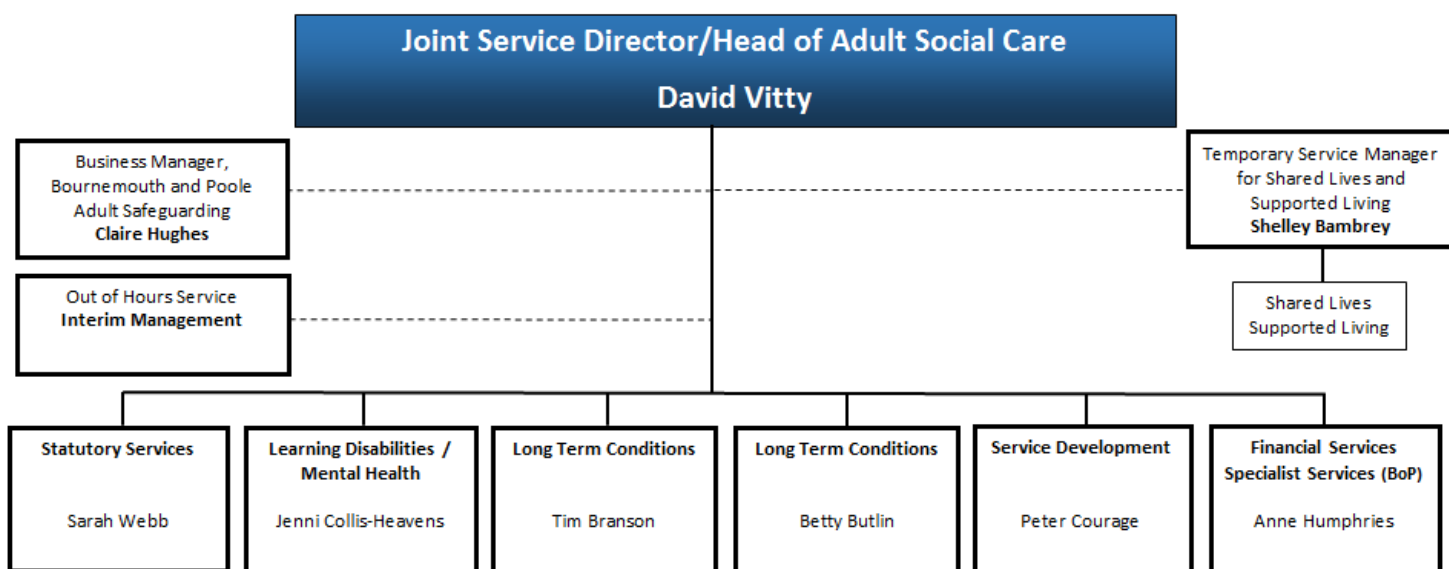 Joint Service Director/Head of Adult Social Care
David Vitty
Business Manager,
Bournemouth and Poole
Adult Safeguarding
Claire Hughes
Temporary Service Manager
for Shared Lives and
Supported Living
Shelley Bambrey
Out of Hours Service
Interim Management
Shared Lives
Supported Living
Statutory Services
Sarah Webb
Learning Disabilities /
Mental Health
Jenni Collis-Heavens
Long Term Conditions
Tim Branson
Long Term Conditions
Betty Butlin
Service Development
Peter Courage
Financial Services
Specialist Services (BoP)
Anne Humphries